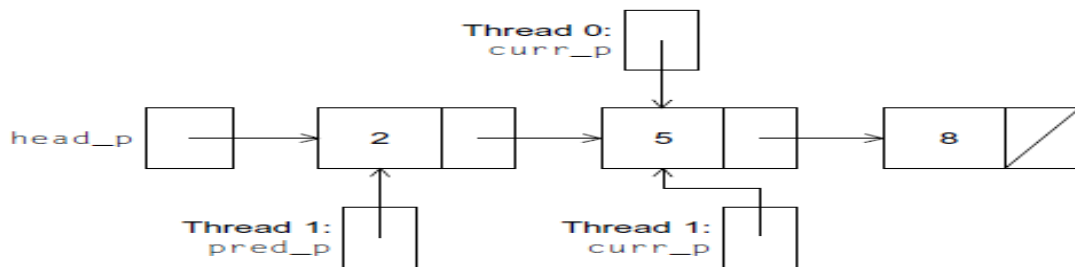 Thread 0:
curr_p
head_p
2
5
8
Thread 1:
pred_p
Thread 1:
curr_p